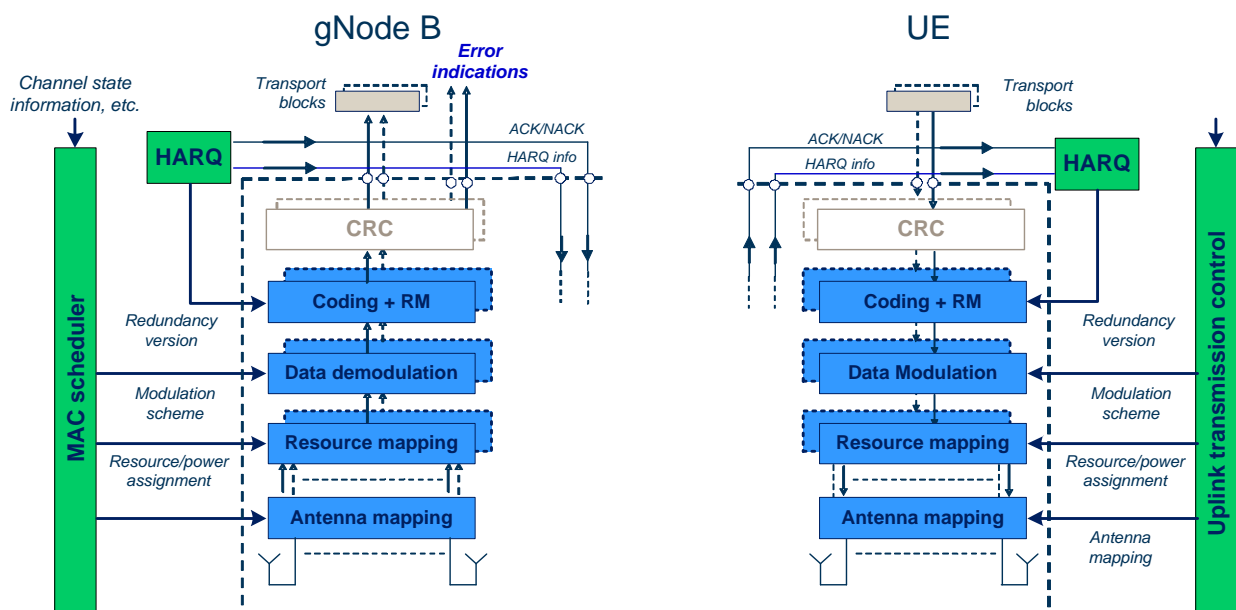 gNode B
UE
Error
indications
Transport
blocks
Transport
blocks
Channel state
information, etc.
ACK/NACK
HARQ info
HARQ
ACK/NACK
HARQ info
HARQ
CRC
CRC
Coding + RM
Coding + RM
Redundancy
version
Redundancy
version
Data demodulation
Data Modulation
Modulation
scheme
Modulation
scheme
Resource mapping
Resource mapping
Resource/power
assignment
Resource/power
assignment
Antenna mapping
Antenna mapping
Antenna
mapping
MAC scheduler
Uplink transmission control